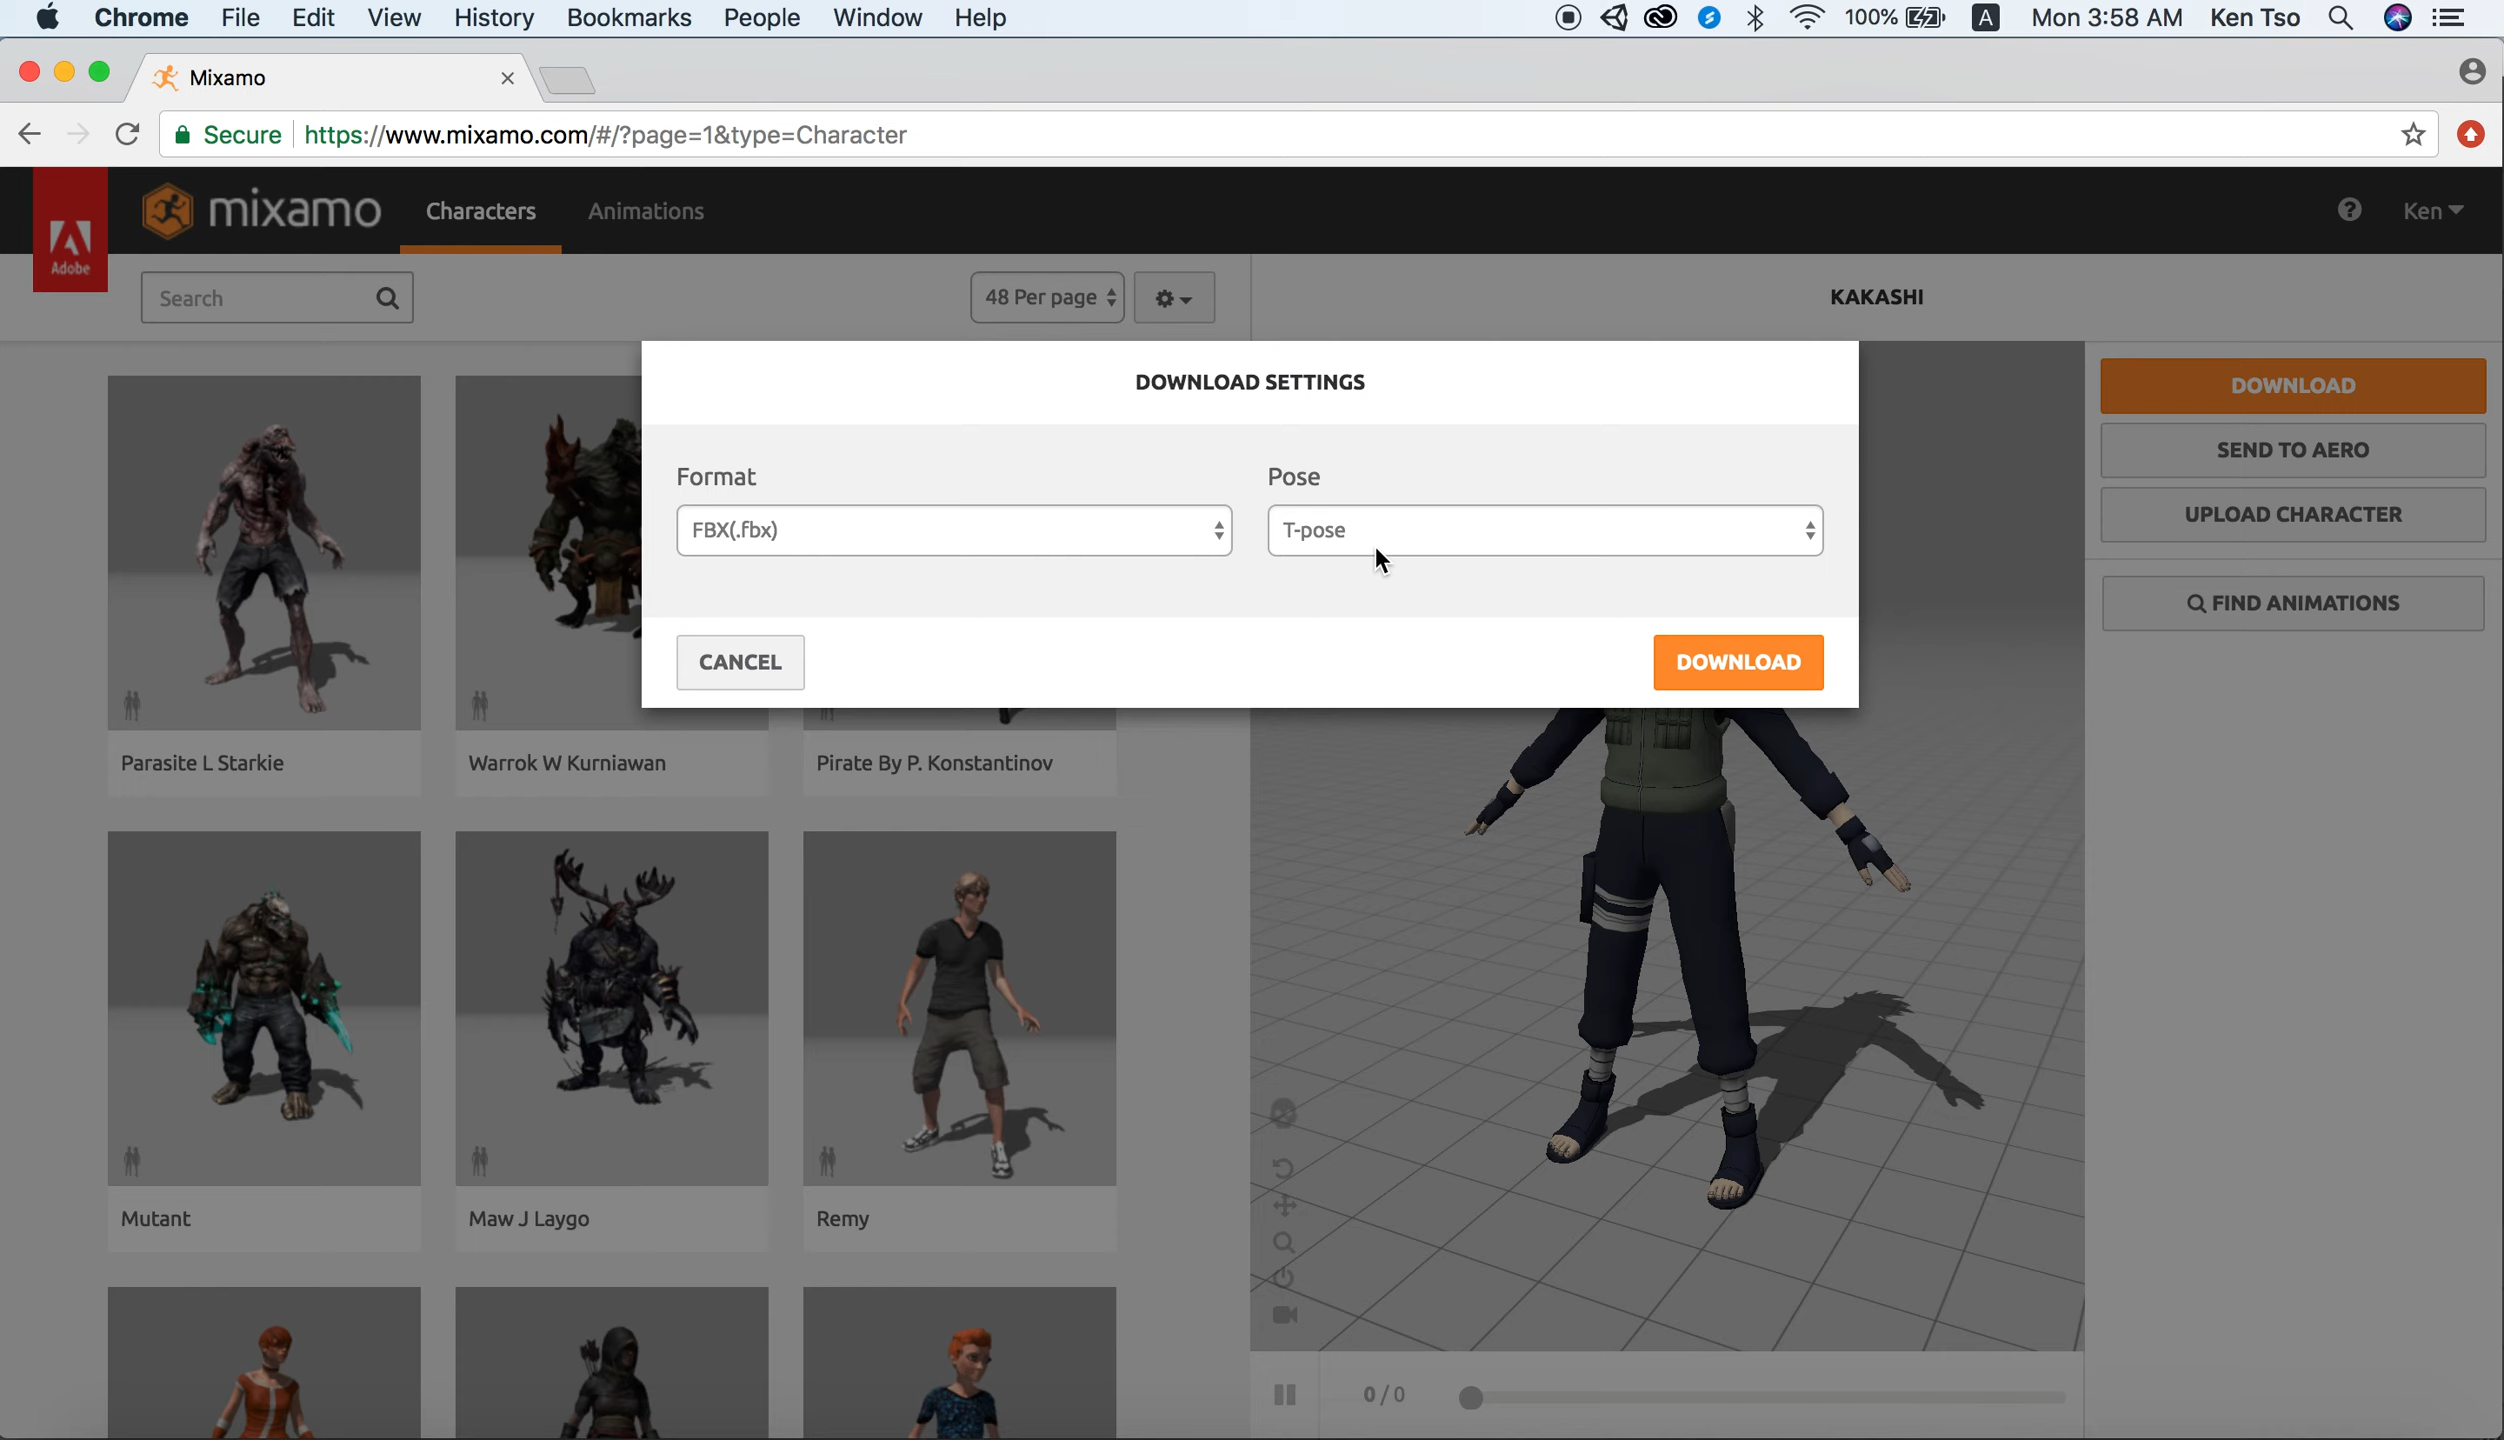 Chrome File Edit View History Bookmarks People Window Help 100% A Mon 3:58 AM Ken Tso
Mixamo
Secure https://www.mixamo.com/#/?page=1&type=Character
Adobe
mixamo Characters Animations Ken
Search 48 Per page KAKASHI
DOWNLOAD SETTINGS
Format Pose
FBX(.fbx) T-pose
CANCEL DOWNLOAD
DOWNLOAD
SEND TO AERO
UPLOAD CHARACTER
FIND ANIMATIONS
Parasite L Starkie Warrok W Kurniawan Pirate By P. Konstantinov
Mutant Maw J Laygo Remy
0 / 0